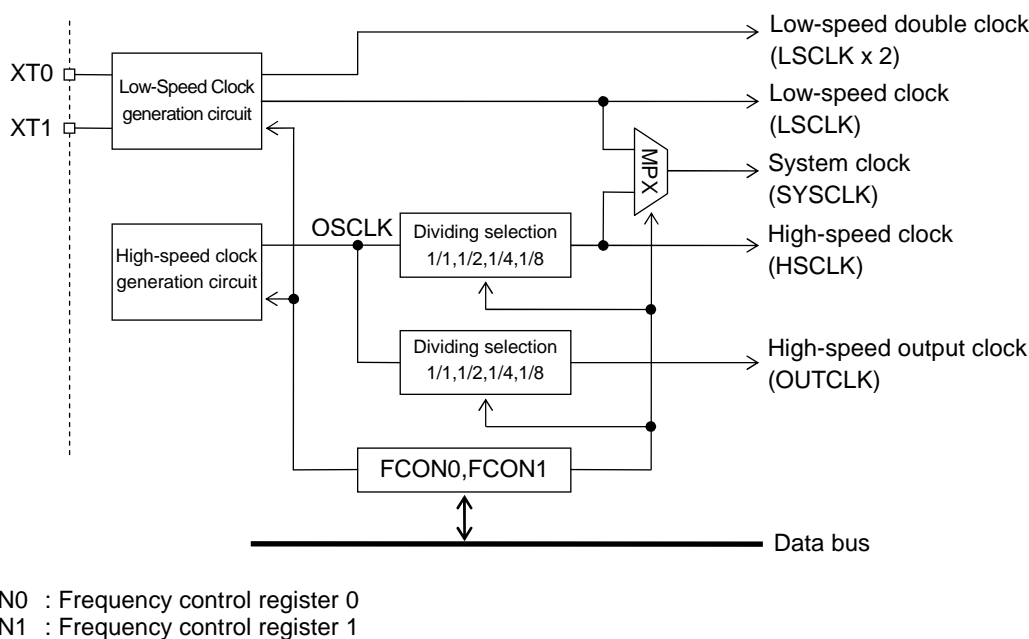 Low-speed double clock
(LSCLK x 2)
XT0
Low-Speed Clock
generation circuit
Low-speed clock
(LSCLK)
XT1
MPX
System clock
(SYSCLK)
OSCLK
Dividing selection
1/1,1/2,1/4,1/8
High-speed clock
(HSCLK)
High-speed clock
generation circuit
Dividing selection
1/1,1/2,1/4,1/8
High-speed output clock
(OUTCLK)
FCON0,FCON1
Data bus
N0 : Frequency control register 0
N1 : Frequency control register 1